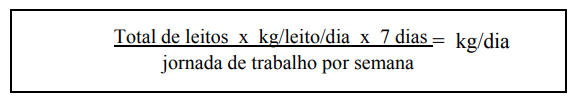 Total de leitos x kg/leito/dia x 7 dias = kg/dia
jornada de trabalho por semana